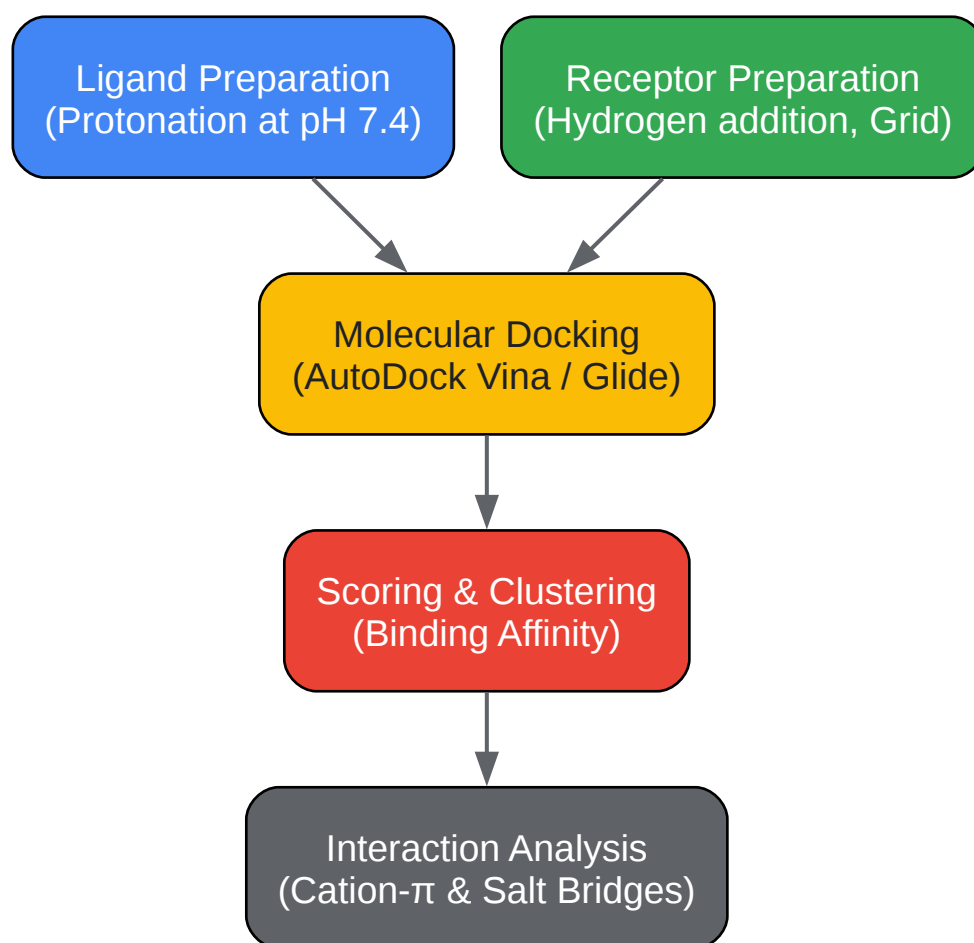 Ligand Preparation
(Protonation at pH 7.4)
Receptor Preparation
(Hydrogen addition, Grid)
Molecular Docking
(AutoDock Vina / Glide)
Scoring & Clustering
(Binding Affinity)
Interaction Analysis
(Cation-π & Salt Bridges)